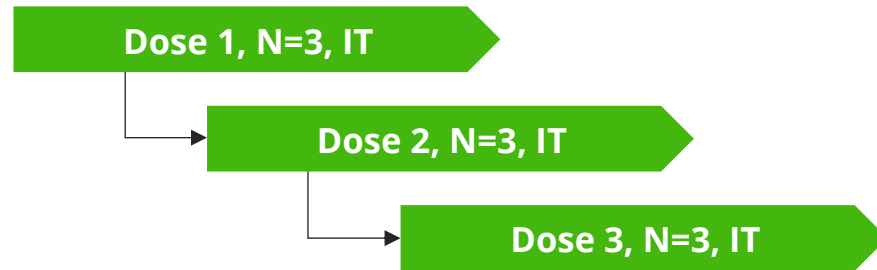 Dose 1, N=3, IT
Dose 2, N=3, IT
Dose 3, N=3, IT